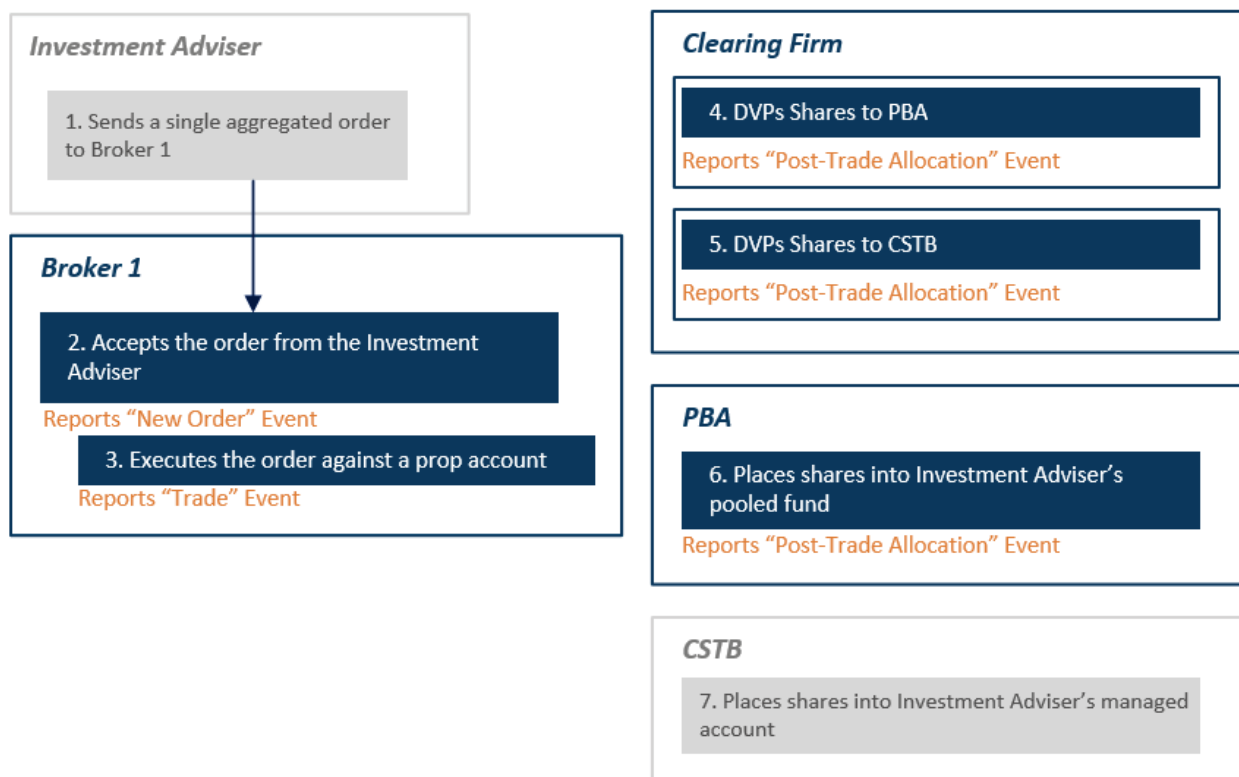 Investment Adviser
1. Sends a single aggregated order
to Broker 1
Broker 1
2. Accepts the order from the Investment
Adviser
Reports “New Order” Event
3. Executes the order against a prop account
Reports “Trade” Event
Clearing Firm
4. DVPs Shares to PBA
Reports “Post-Trade Allocation” Event
5. DVPs Shares to CSTB
Reports “Post-Trade Allocation” Event
PBA
6. Places shares into Investment Adviser’s
pooled fund
Reports “Post-Trade Allocation” Event
CSTB
7. Places shares into Investment Adviser’s managed
account